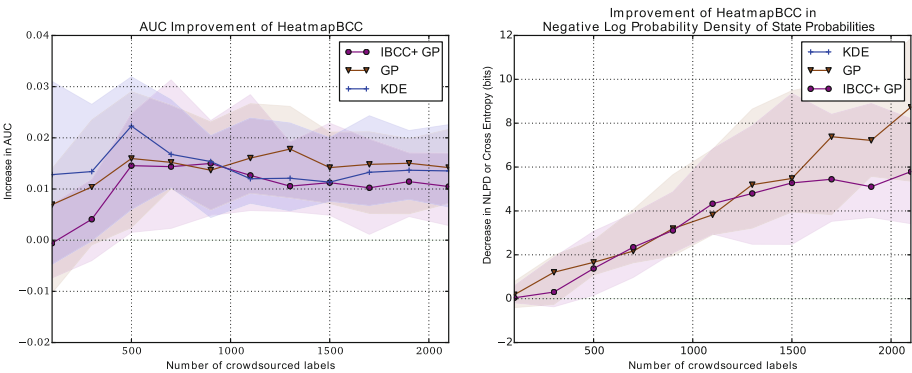 AUC Improvement of HeatmapBCC
Increase in AUC
0.04
0.03
0.02
0.01
0.00
−0.01
−0.02
500
1000
1500
2000
Number of crowdsourced labels
IBCC+ GP
GP
KDE
Improvement of HeatmapBCC in
Negative Log Probability Density of State Probabilities
Decrease in NLPD or Cross Entropy (bits)
12
10
8
6
4
2
0
−2
500
1000
1500
2000
Number of crowdsourced labels
KDE
GP
IBCC+ GP